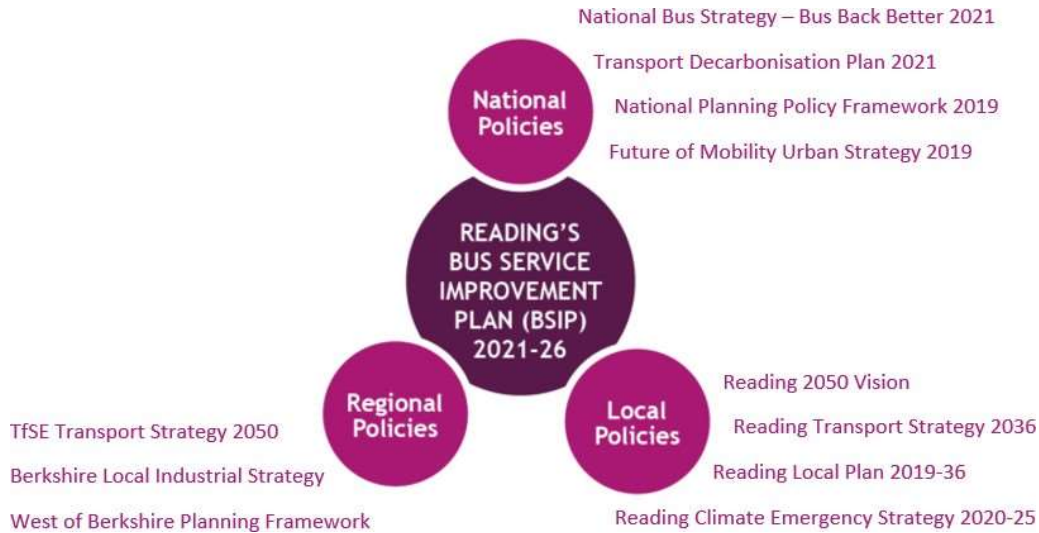 National Bus Strategy – Bus Back Better 2021
Transport Decarbonisation Plan 2021
National Planning Policy Framework 2019
Future of Mobility Urban Strategy 2019
National
Policies
READING'S
BUS SERVICE
IMPROVEMENT
PLAN (BSIP)
2021-26
Regional
Policies
TfSE Transport Strategy 2050
Berkshire Local Industrial Strategy
West of Berkshire Planning Framework
Local
Policies
Reading 2050 Vision
Reading Transport Strategy 2036
Reading Local Plan 2019-36
Reading Climate Emergency Strategy 2020-25